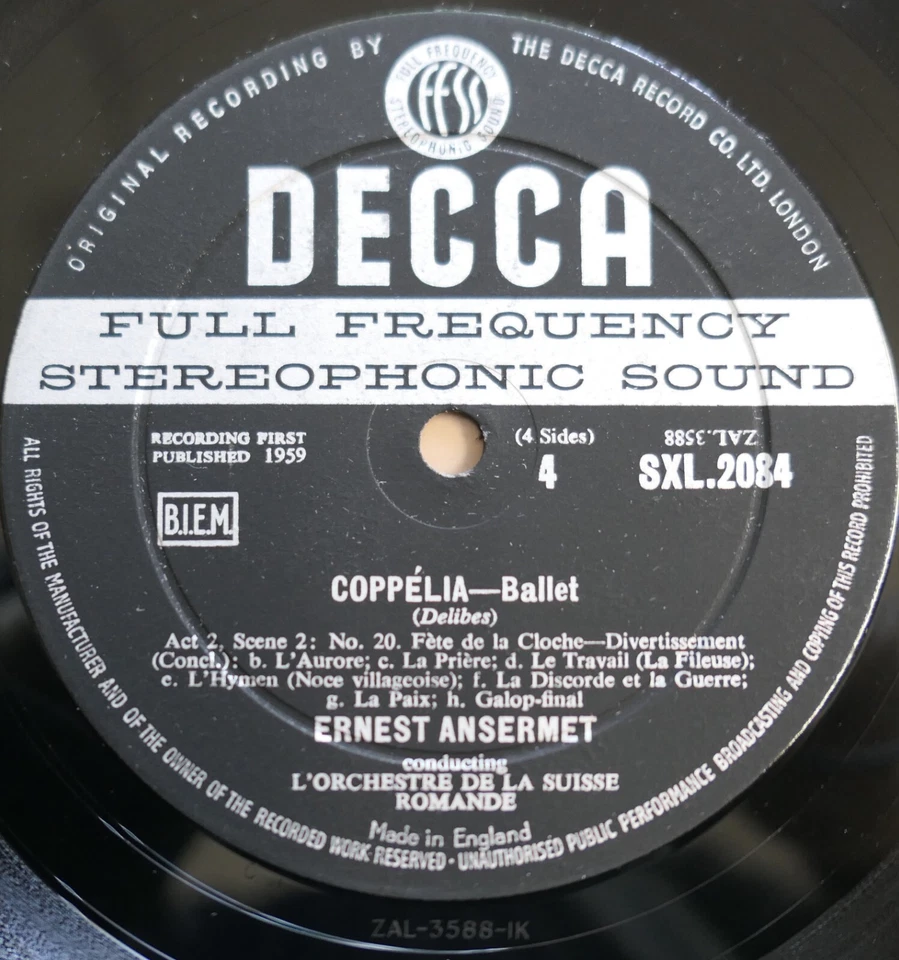 ORIGINAL RECORDING BY
THE DECCA RECORD CO. LTD. LONDON
FULL FREQUENCY
ffss
STEREOPHONIC SOUND
DECCA
FULL FREQUENCY
STEREOPHONIC SOUND
RECORDING FIRST
PUBLISHED 1959
(4 Sides)
4
ZAL.3588
SXL.2084
B.I.E.M.
COPPÉLIA—Ballet
(Delibes)
Act 2, Scene 2: No. 20. Fète de la Cloche—Divertissement
(Concl.): b. L'Aurore; c. La Prière; d. Le Travail (La Fileuse);
e. L'Hymen (Noce villageoise); f. La Discorde et la Guerre;
g. La Paix; h. Galop-final
ERNEST ANSERMET
conducting
L'ORCHESTRE DE LA SUISSE
ROMANDE
Made in England
ALL RIGHTS OF THE MANUFACTURER AND OF THE OWNER OF THE RECORDED WORK RESERVED · UNAUTHORISED PUBLIC PERFORMANCE BROADCASTING AND COPYING OF THIS RECORD PROHIBITED
ZAL-3588-1K